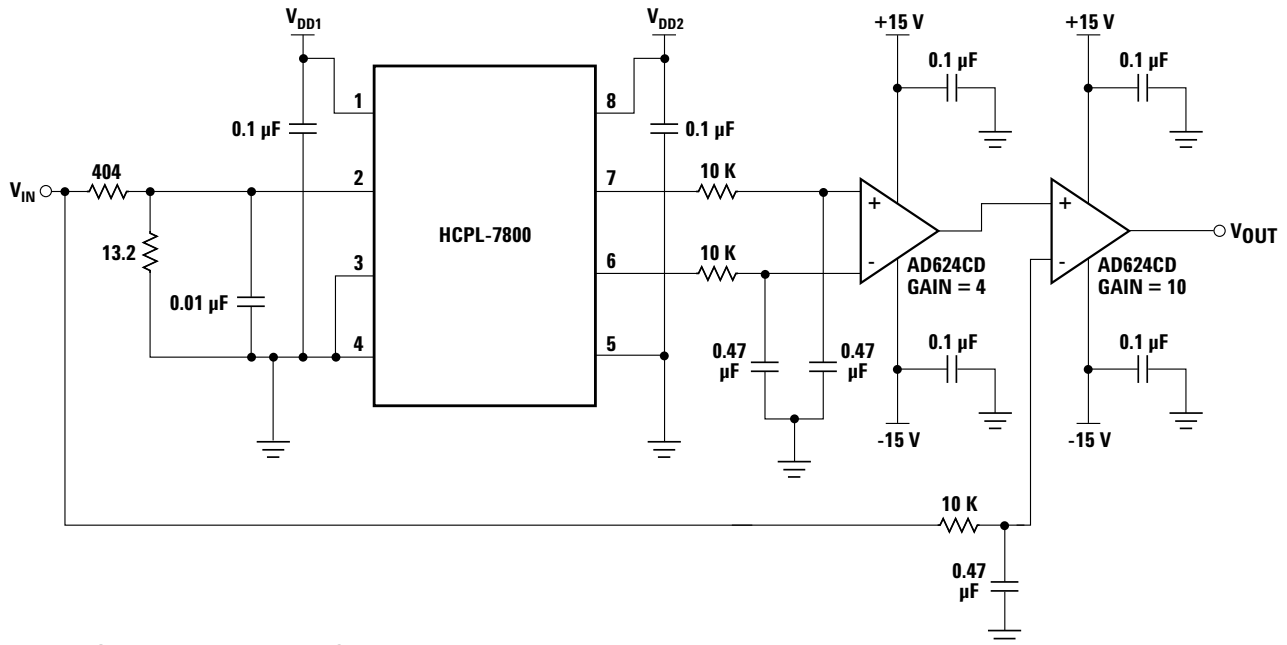 V_DD1
V_DD2
+15 V
+15 V
0.1 µF
0.1 µF
1
8
0.1 µF
0.1 µF
404
2
7
10 K
V_IN
+
+
HCPL-7800
V_OUT
13.2
3
6
10 K
-
-
AD624CD
GAIN = 4
AD624CD
GAIN = 10
0.01 µF
4
5
0.47
µF
0.47
µF
0.1 µF
0.1 µF
-15 V
-15 V
10 K
0.47
µF